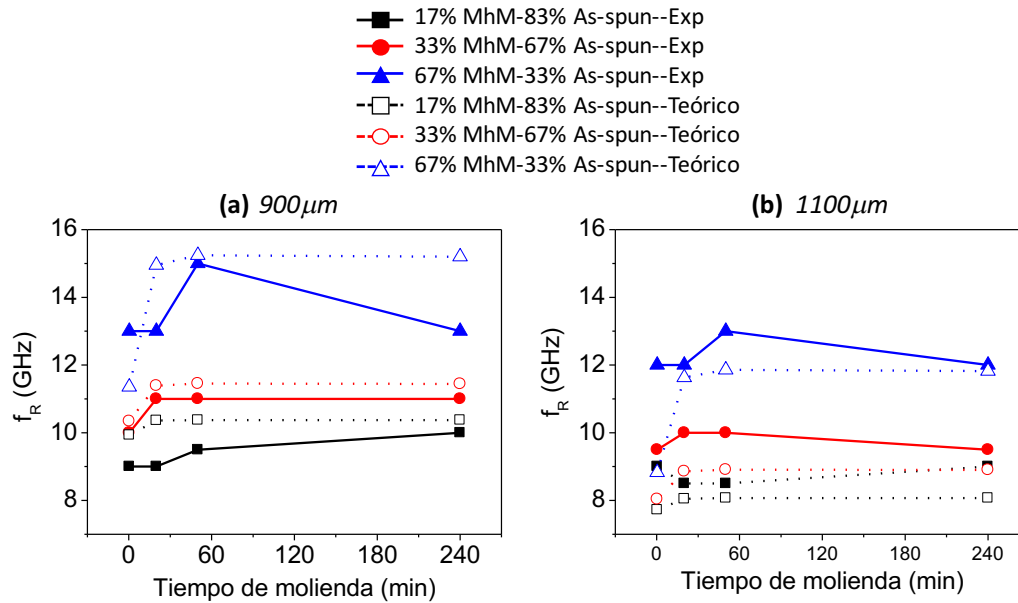 17% MhM-83% As-spun--Exp
33% MhM-67% As-spun--Exp
67% MhM-33% As-spun--Exp
17% MhM-83% As-spun--Teórico
33% MhM-67% As-spun--Teórico
67% MhM-33% As-spun--Teórico
(a) 900μm
16
14
12
10
8
f_R (GHz)
0 60 120 180 240
Tiempo de molienda (min)
(b) 1100μm
16
14
12
10
8
f_R (GHz)
0 60 120 180 240
Tiempo de molienda (min)